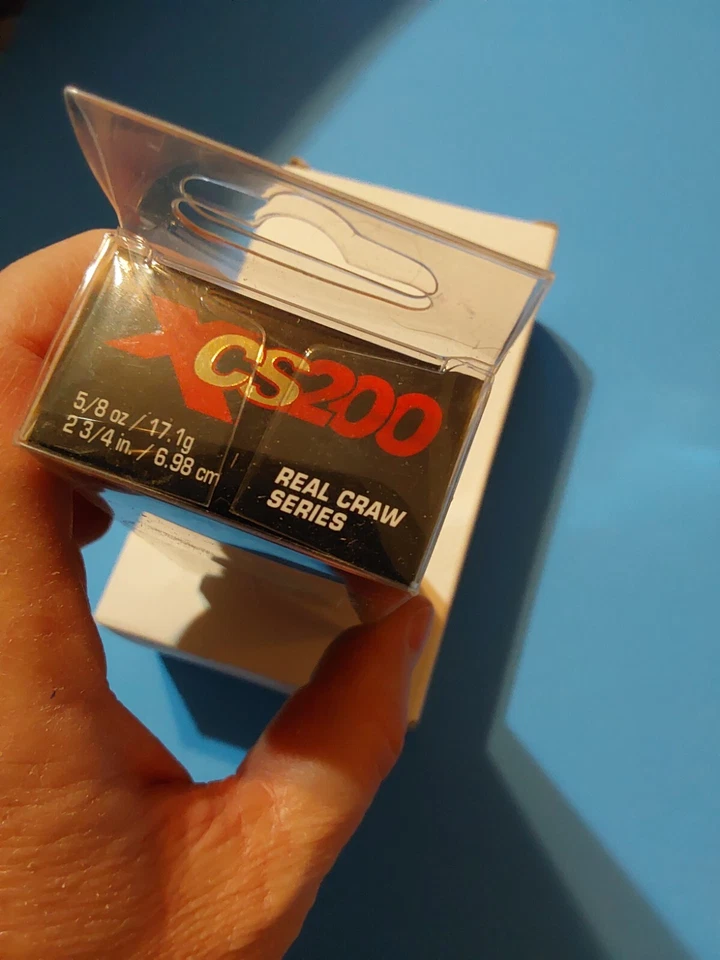 XCS200
5/8 oz / 17.1g
2 3/4 in. / 6.98 cm
REAL CRAW
SERIES